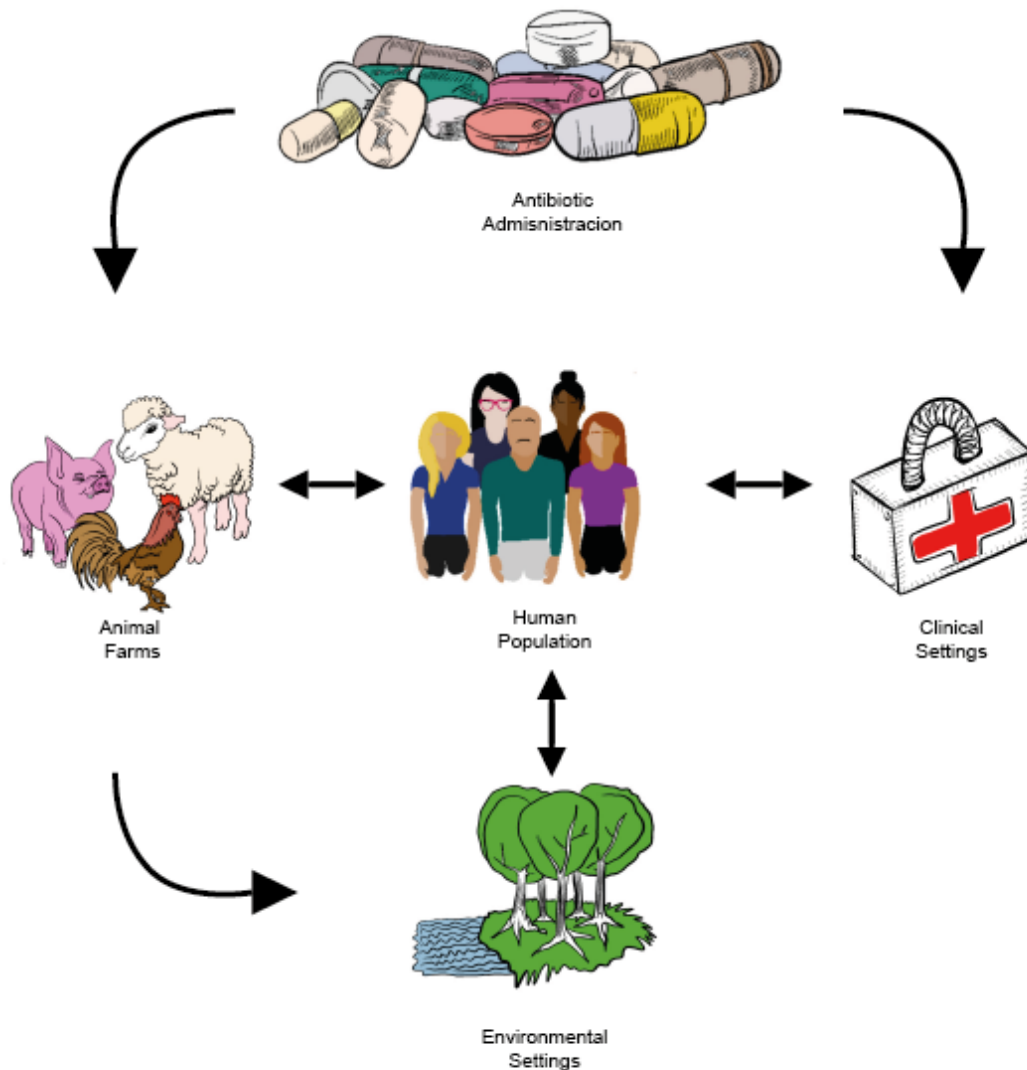 Antibiotic
Admisnistracion
Animal
Farms
Human
Population
Clinical
Settings
Environmental
Settings